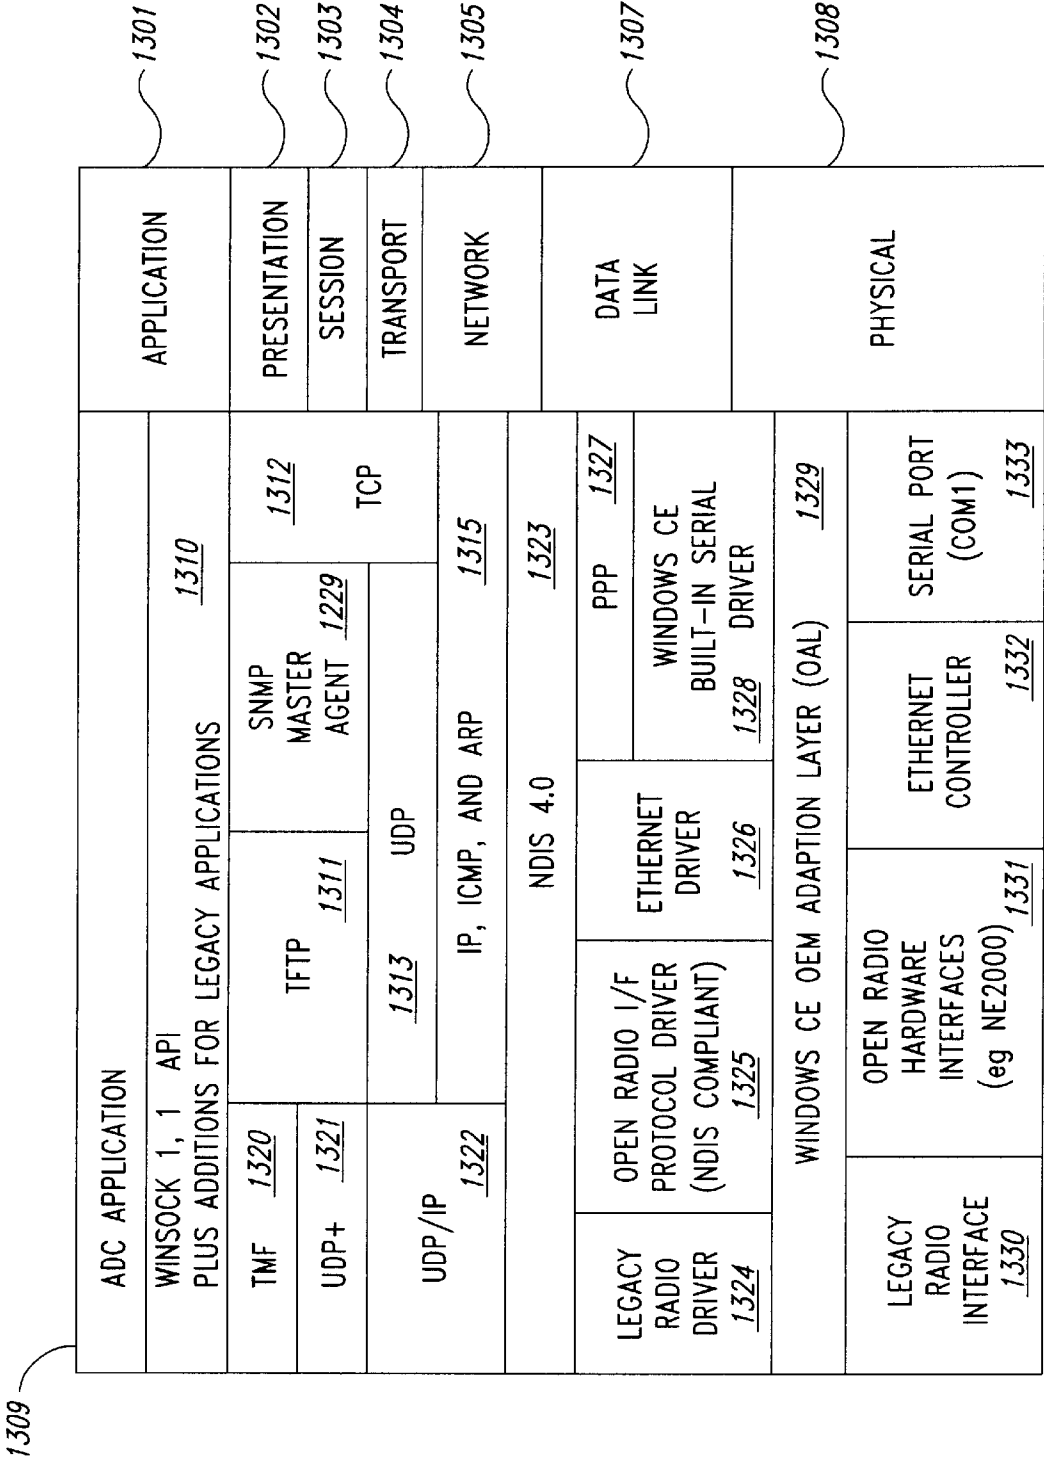 1309
ADC APPLICATION
WINSOCK 1, 1 API
PLUS ADDITIONS FOR LEGACY APPLICATIONS
1310
TMF
1320
UDP+
1321
UDP/IP
1322
TFTP
1311
SNMP
MASTER
AGENT
1229
1312
TCP
1313
UDP
IP, ICMP, AND ARP
1315
NDIS 4.0
1323
LEGACY
RADIO
DRIVER
1324
OPEN RADIO I/F
PROTOCOL DRIVER
(NDIS COMPLIANT)
1325
ETHERNET
DRIVER
1326
PPP
1327
WINDOWS CE
BUILT-IN SERIAL
DRIVER
1328
WINDOWS CE OEM ADAPTION LAYER (OAL)
1329
LEGACY
RADIO
INTERFACE
1330
OPEN RADIO
HARDWARE
INTERFACES
(eg NE2000)
1331
ETHERNET
CONTROLLER
1332
SERIAL PORT
(COM1)
1333
APPLICATION
1301
PRESENTATION
1302
SESSION
1303
TRANSPORT
1304
NETWORK
1305
DATA
LINK
1307
PHYSICAL
1308